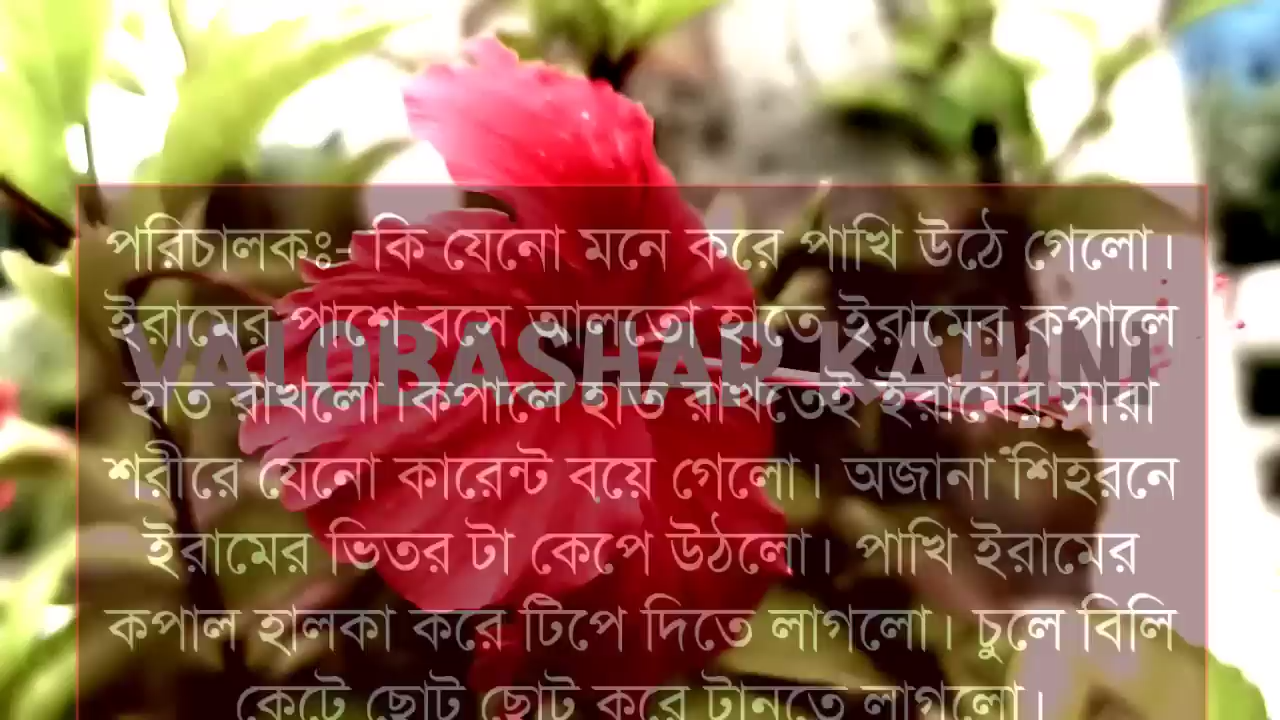 পরিচালকঃ- কি যেনো মনে করে পাখি উঠে গেলো।
ইরামের পাশে বসে আলতো হাতে ইরামের কপালে
VALOBASHAR KAHINI
হাত রাখলো।কপালে হাত রাখতেই ইরামের সারা
শরীরে যেনো কারেন্ট বয়ে গেলো। অজানা শিহরনে
ইরামের ভিতর টা কেপে উঠলো। পাখি ইরামের
কপাল হালকা করে টিপে দিতে লাগলো। চুলে বিলি
কেটে ছোট ছোট করে টানতে লাগলো।